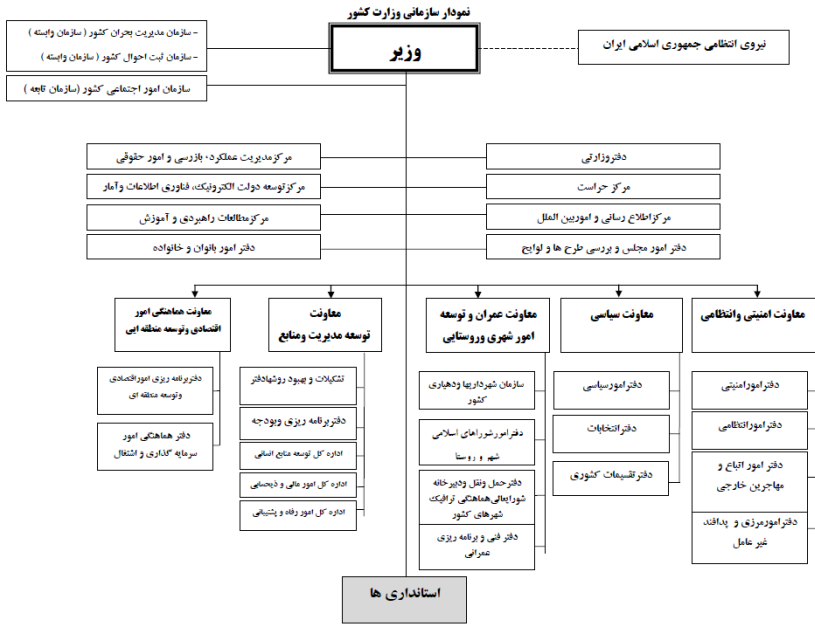 نمودار سازمانی وزارت کشور
وزیر
نیروی انتظامی جمهوری اسلامی ایران
- سازمان مدیریت بحران کشور ( سازمان وابسته )
- سازمان ثبت احوال کشور ( سازمان وابسته )
سازمان امور اجتماعی کشور (سازمان تابعه )
دفتروزارتی
مرکزمدیریت عملکرد، بازرسی و امور حقوقی
مرکز حراست
مرکزتوسعه دولت الکترونیک، فناوری اطلاعات وآمار
مرکزاطلاع رسانی و اموربین الملل
مرکزمطالعات راهبردی و آموزش
دفتر امور مجلس و بررسی طرح ها و لوایح
دفتر امور بانوان و خانواده
معاونت امنیتی وانتظامی
دفترامورامنیتی
دفترامورانتظامی
دفتر امور اتباع و
مهاجرین خارجی
دفترامورمرزی و پدافند
غیر عامل
معاونت سیاسی
دفترامورسیاسی
دفترانتخابات
دفترتقسیمات کشوری
معاونت عمران و توسعه
امور شهری وروستایی
سازمان شهرداریها ودهیاری
کشور
دفترامورشوراهای اسلامی
شهر و روستا
دفترحمل ونقل ودبیرخانه
شورایعالی‌هماهنگی ترافیک
شهرهای کشور
دفتر فنی و برنامه ریزی
عمرانی
معاونت
توسعه مدیریت ومنابع
تشکیلات و بهبود روشهادفتر
دفتربرنامه ریزی وبودجه
اداره کل توسعه منابع انسانی
اداره کل امور مالی و ذیحسابی
اداره کل امور رفاه و پشتیبانی
معاونت هماهنگی امور
اقتصادی وتوسعه منطقه ایی
دفتربرنامه ریزی اموراقتصادی
وتوسعه منطقه ای
دفتر هماهنگی امور
سرمایه گذاری و اشتغال
استانداری ها